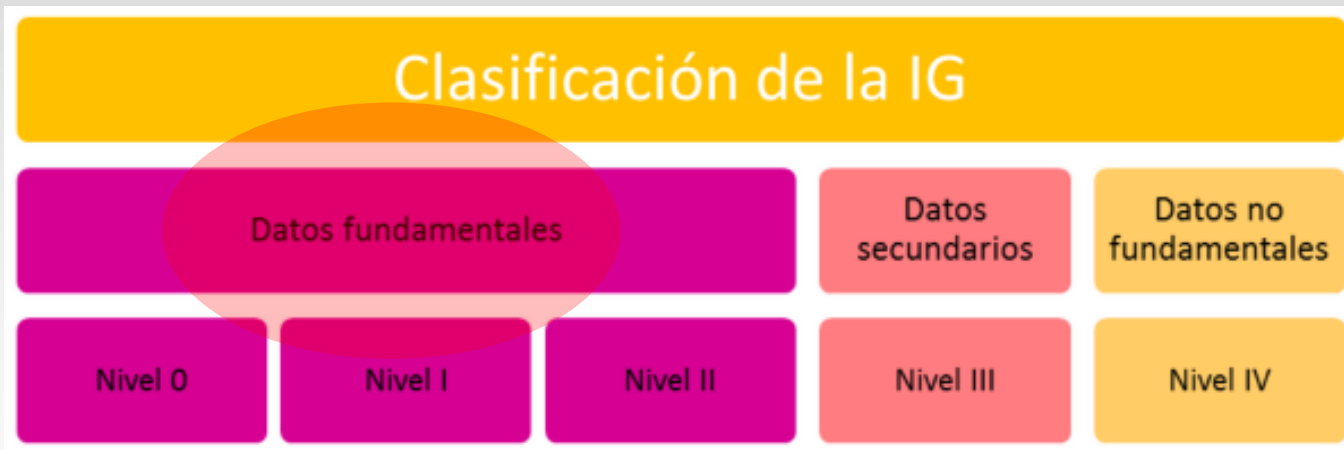 Clasificación de la IG
Datos fundamentales
Datos
secundarios
Datos no
fundamentales
Nivel 0
Nivel I
Nivel II
Nivel III
Nivel IV